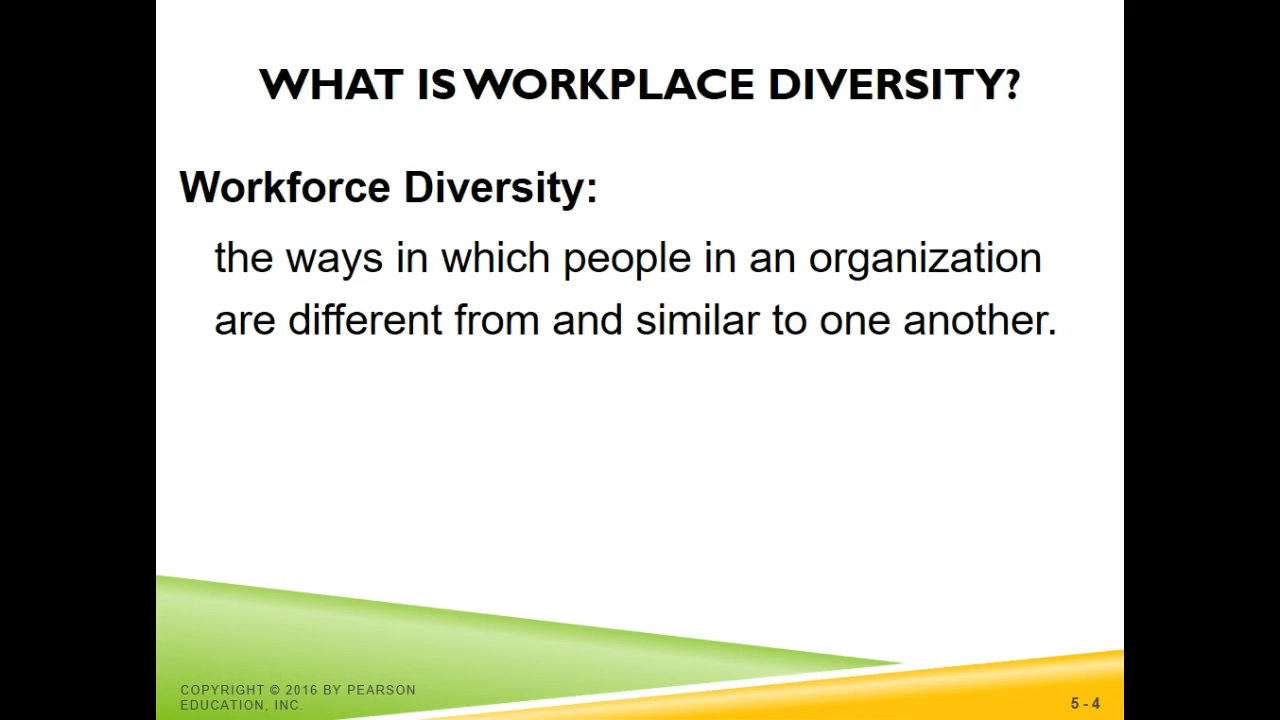 WHAT IS WORKPLACE DIVERSITY?
Workforce Diversity:
the ways in which people in an organization
are different from and similar to one another.
COPYRIGHT © 2016 BY PEARSON
EDUCATION, INC.
5 - 4